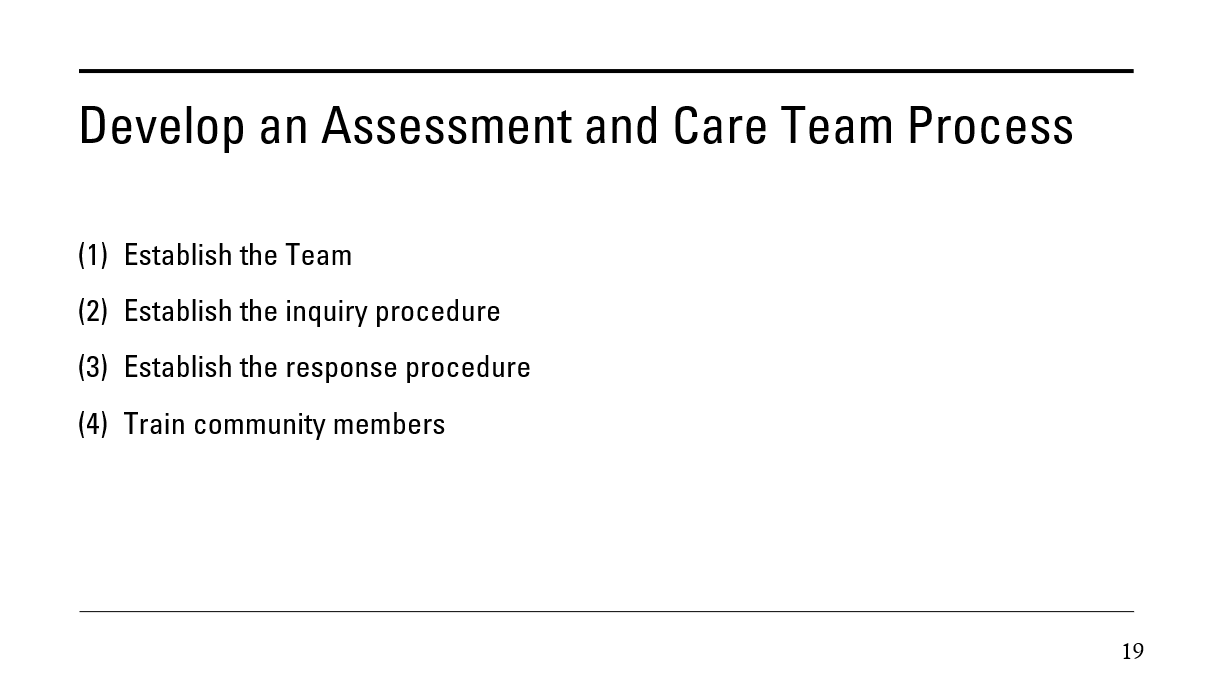 Develop an Assessment and Care Team Process
(1) Establish the Team
(2) Establish the inquiry procedure
(3) Establish the response procedure
(4) Train community members
19